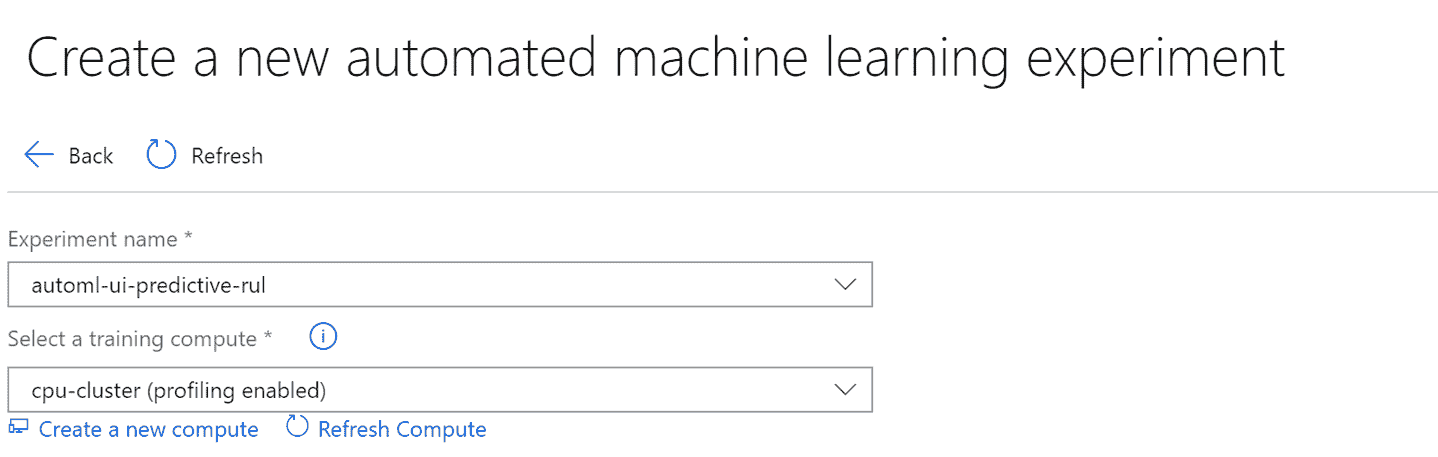 Create a new automated machine learning experiment
Back Refresh
Experiment name *
automl-ui-predictive-rul
Select a training compute * i
cpu-cluster (profiling enabled)
Create a new compute Refresh Compute